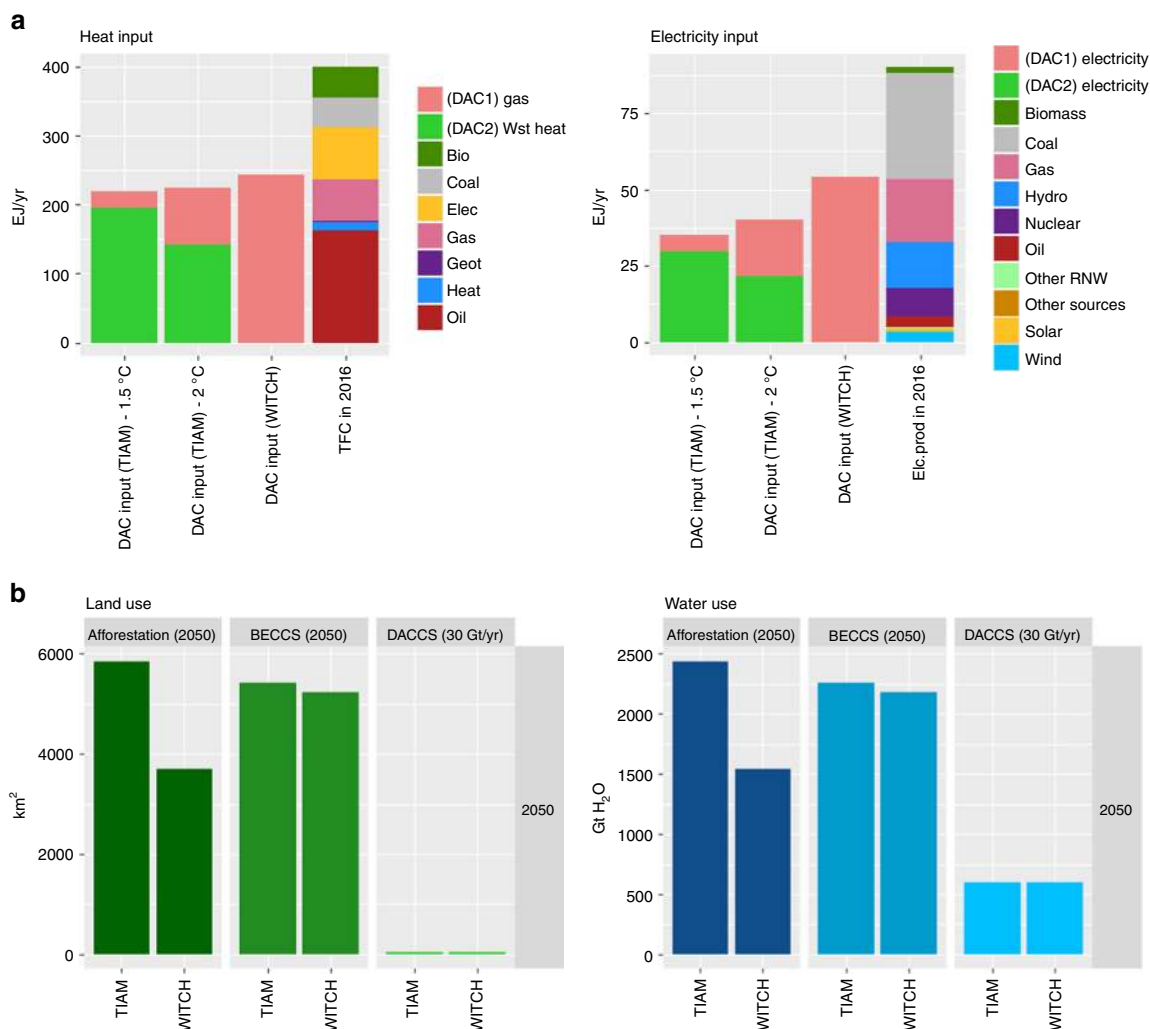 a
Heat input
400
300
200
100
0
EJ/yr
DAC input (TIAM) - 1.5 °C
DAC input (TIAM) - 2 °C
DAC input (WITCH)
TFC in 2016
(DAC1) gas
(DAC2) Wst heat
Bio
Coal
Elec
Gas
Geot
Heat
Oil
Electricity input
75
50
25
0
EJ/yr
DAC input (TIAM) - 1.5 °C
DAC input (TIAM) - 2 °C
DAC input (WITCH)
Elc.prod in 2016
(DAC1) electricity
(DAC2) electricity
Biomass
Coal
Gas
Hydro
Nuclear
Oil
Other RNW
Other sources
Solar
Wind
b
Land use
Afforestation (2050)
BECCS (2050)
DACCS (30 Gt/yr)
6000
4000
2000
0
km²
2050
TIAM
WITCH
TIAM
WITCH
TIAM
WITCH
Water use
Afforestation (2050)
BECCS (2050)
DACCS (30 Gt/yr)
2500
2000
1500
1000
500
0
Gt H₂O
2050
TIAM
WITCH
TIAM
WITCH
TIAM
WITCH